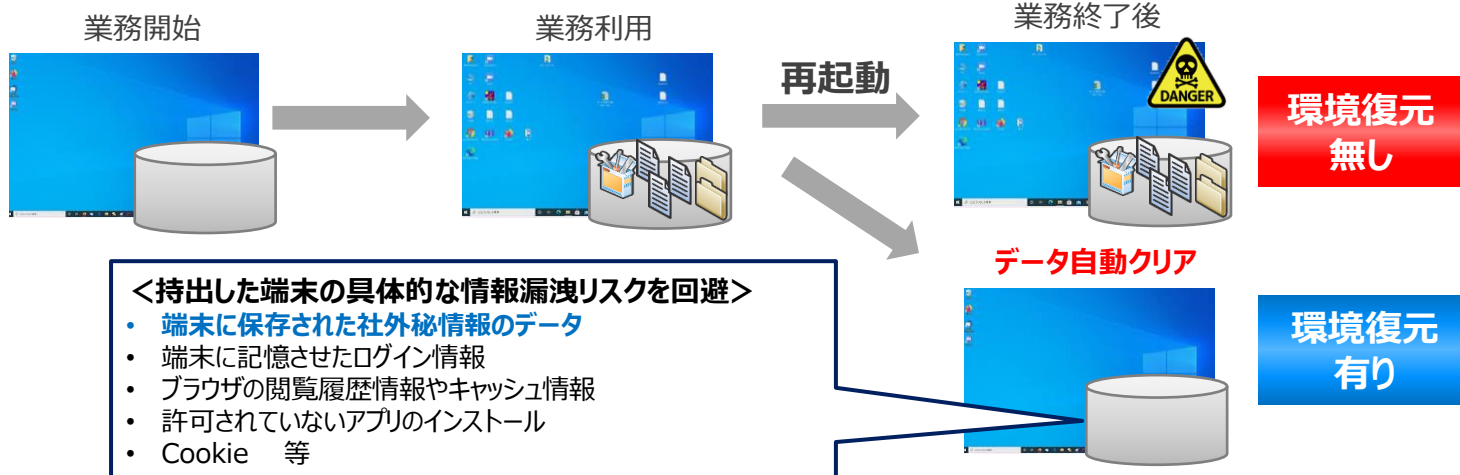 業務開始
業務利用
業務終了後
再起動
DANGER
環境復元
無し
データ自動クリア
＜持出した端末の具体的な情報漏洩リスクを回避＞
• 端末に保存された社外秘情報のデータ
• 端末に記憶させたログイン情報
• ブラウザの閲覧履歴情報やキャッシュ情報
• 許可されていないアプリのインストール
• Cookie　等
環境復元
有り